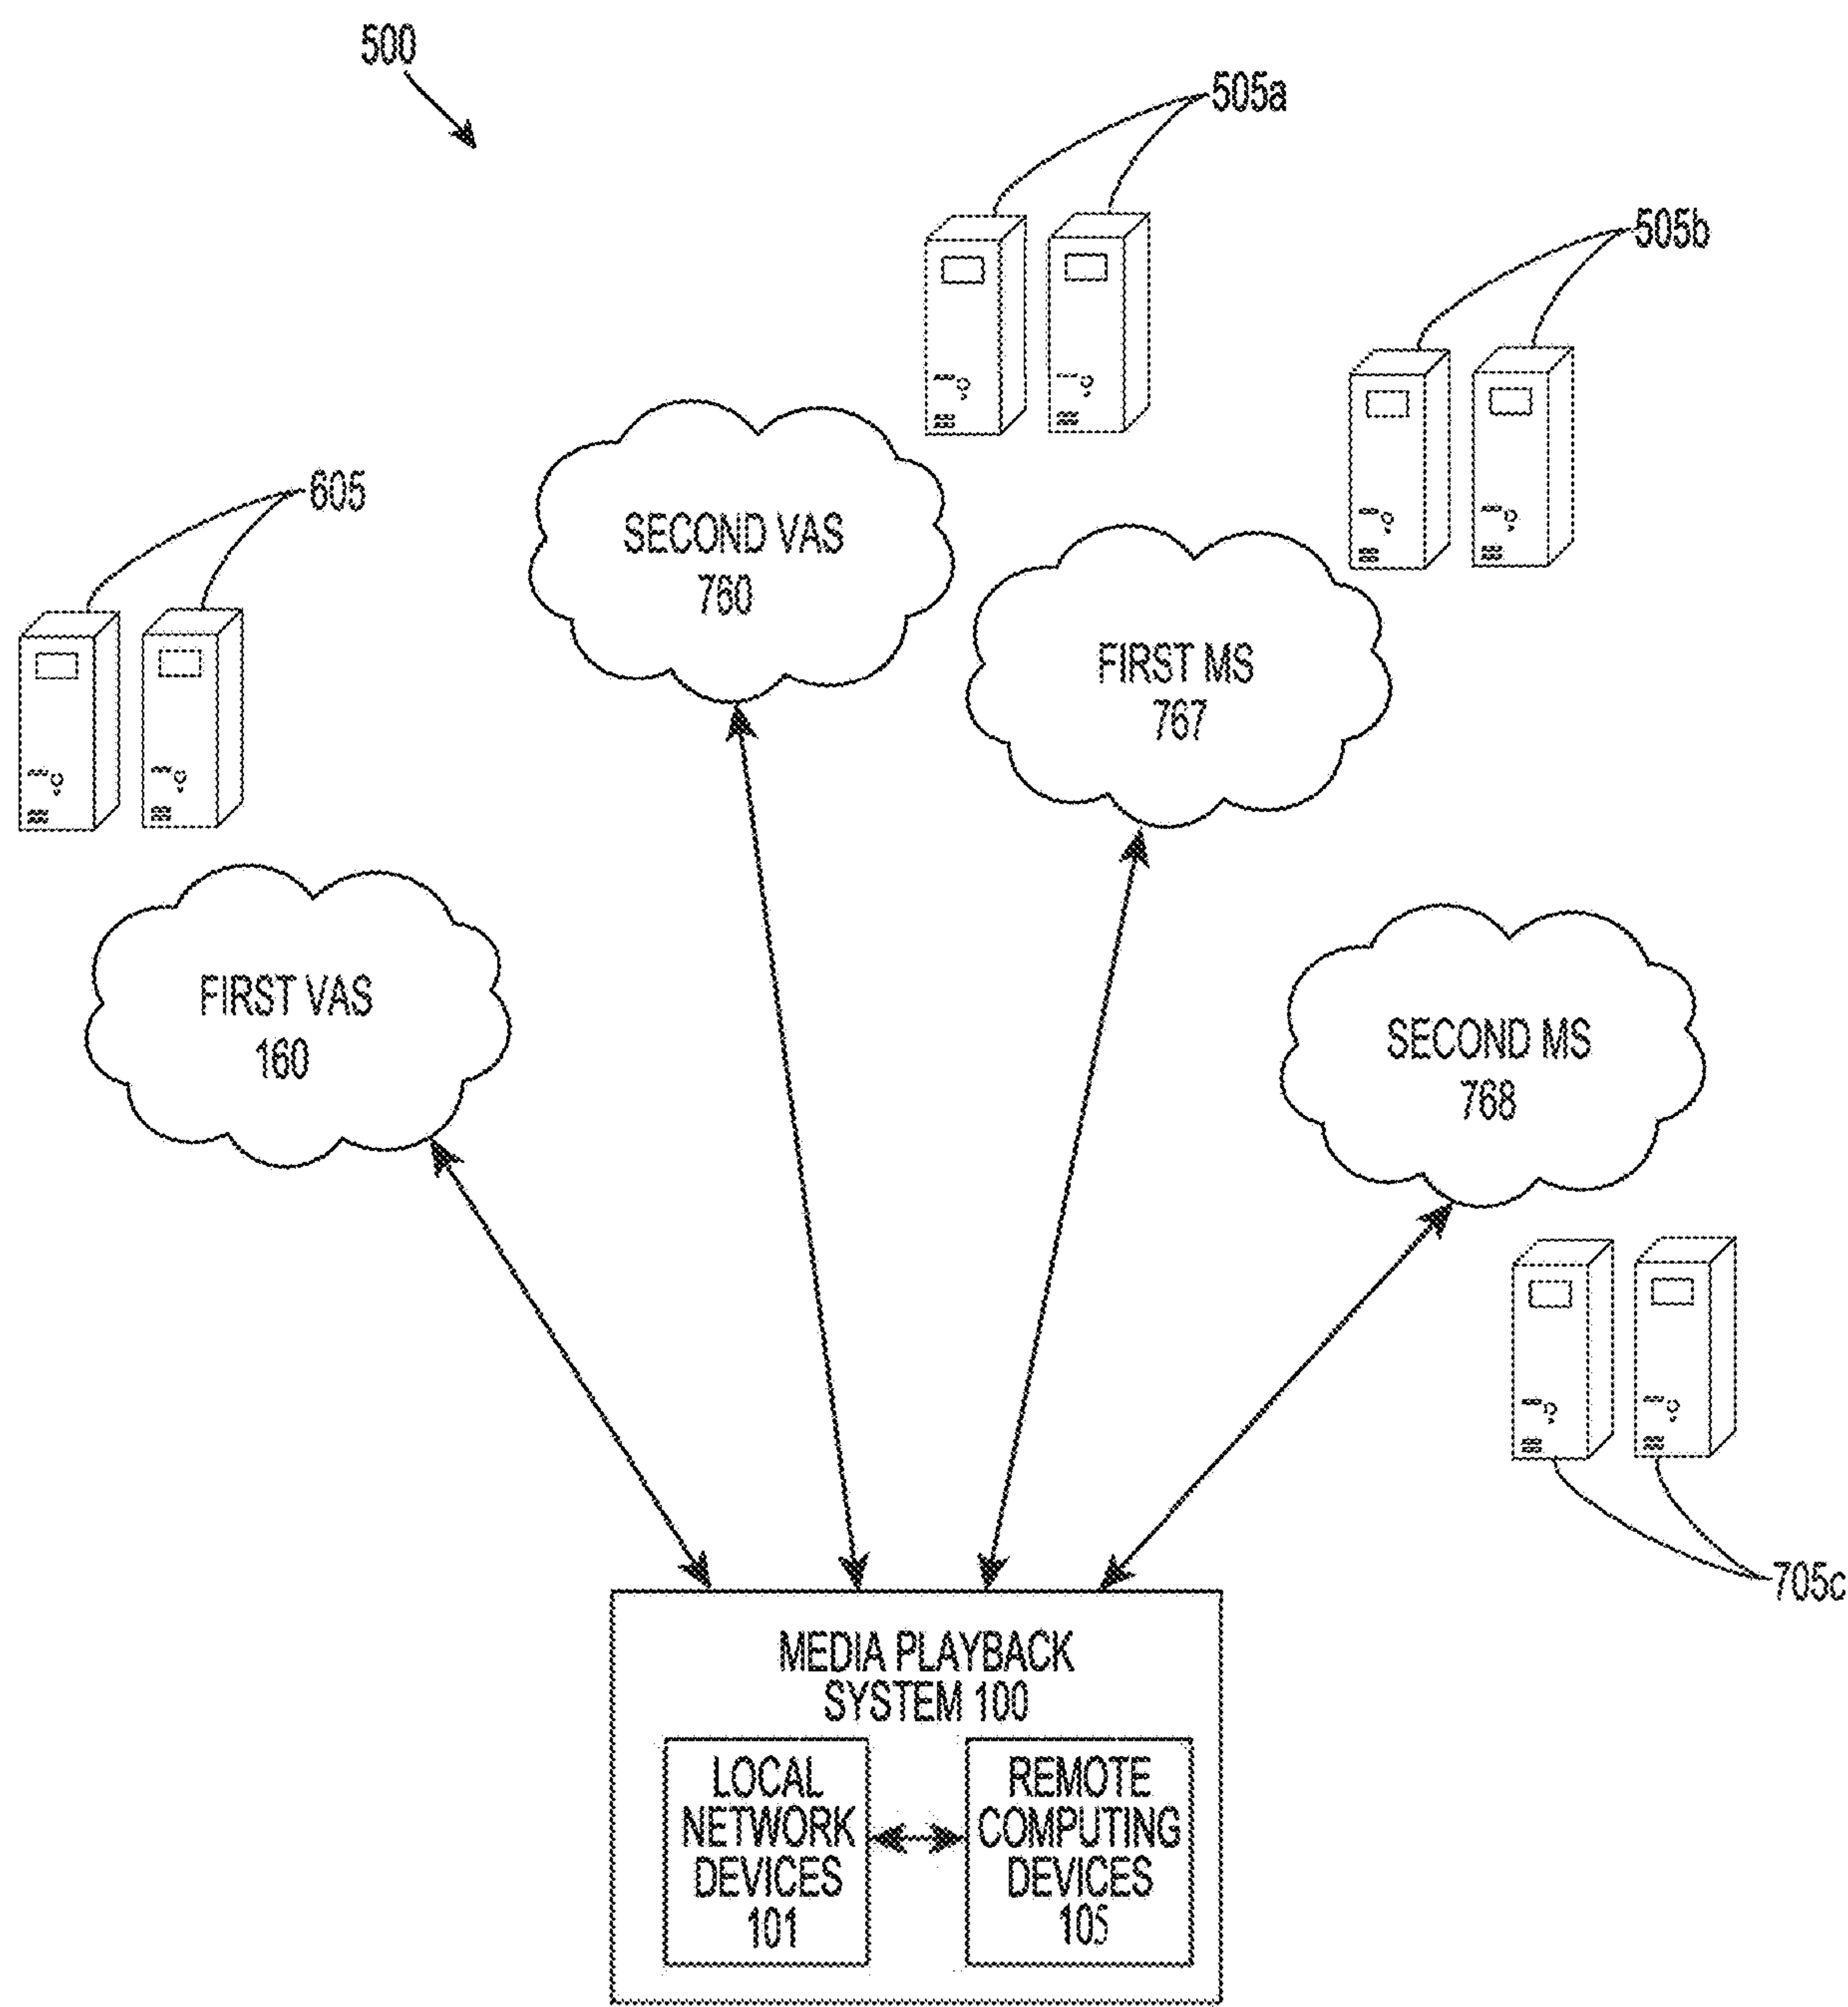 500
505a
505b
605
SECOND VAS
760
FIRST MS
767
FIRST VAS
160
SECOND MS
768
705c
MEDIA PLAYBACK
SYSTEM 100
LOCAL
NETWORK
DEVICES
101
REMOTE
COMPUTING
DEVICES
105